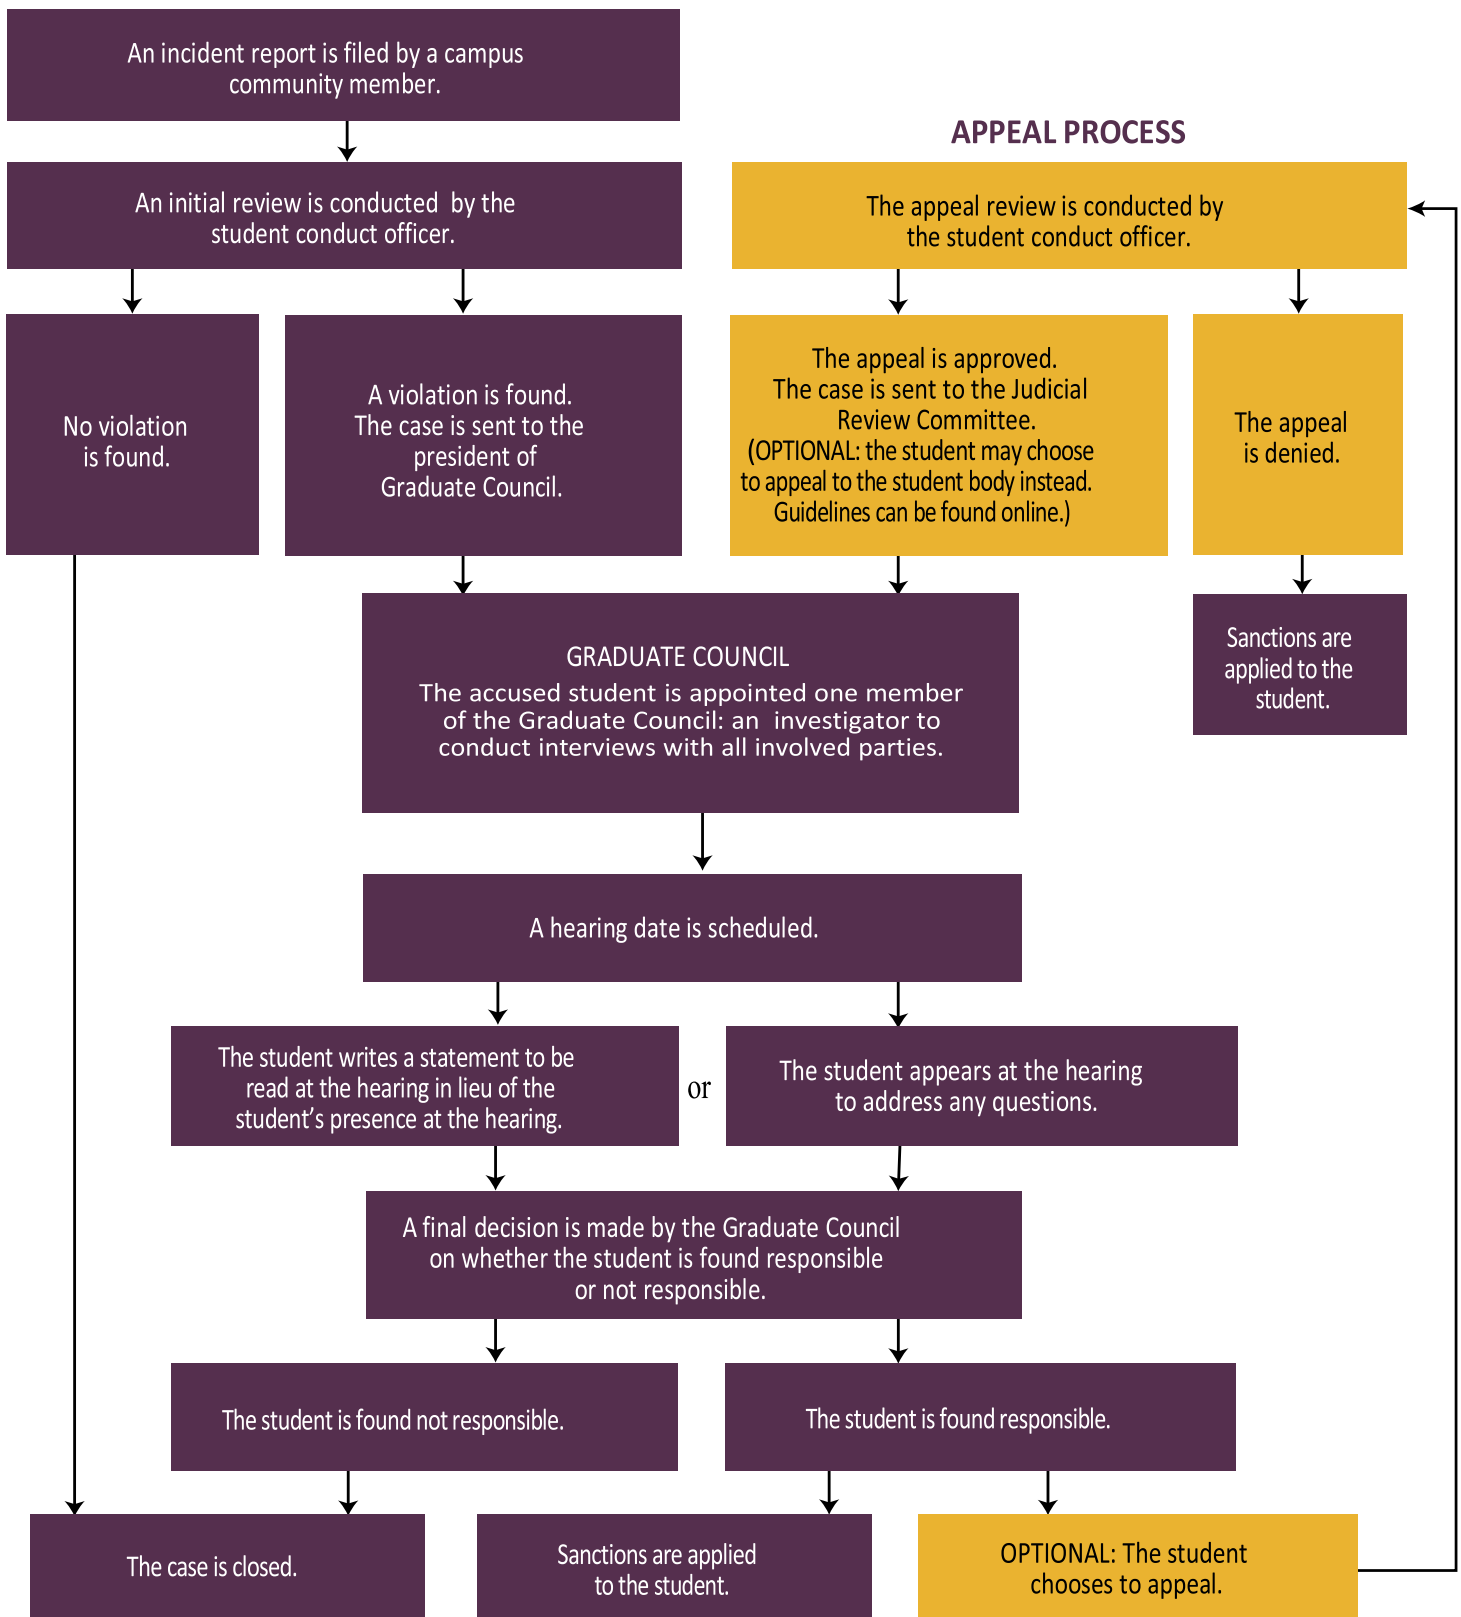 An incident report is filed by a campus
community member.
APPEAL PROCESS
An initial review is conducted by the
student conduct officer.
The appeal review is conducted by
the student conduct officer.
No violation
is found.
A violation is found.
The case is sent to the
president of
Graduate Council.
The appeal is approved.
The case is sent to the Judicial
Review Committee.
(OPTIONAL: the student may choose
to appeal to the student body instead.
Guidelines can be found online.)
The appeal
is denied.
GRADUATE COUNCIL
The accused student is appointed one member
of the Graduate Council: an investigator to
conduct interviews with all involved parties.
Sanctions are
applied to the
student.
A hearing date is scheduled.
The student writes a statement to be
read at the hearing in lieu of the
student’s presence at the hearing.
or
The student appears at the hearing
to address any questions.
A final decision is made by the Graduate Council
on whether the student is found responsible
or not responsible.
The student is found not responsible.
The student is found responsible.
The case is closed.
Sanctions are applied
to the student.
OPTIONAL: The student
chooses to appeal.